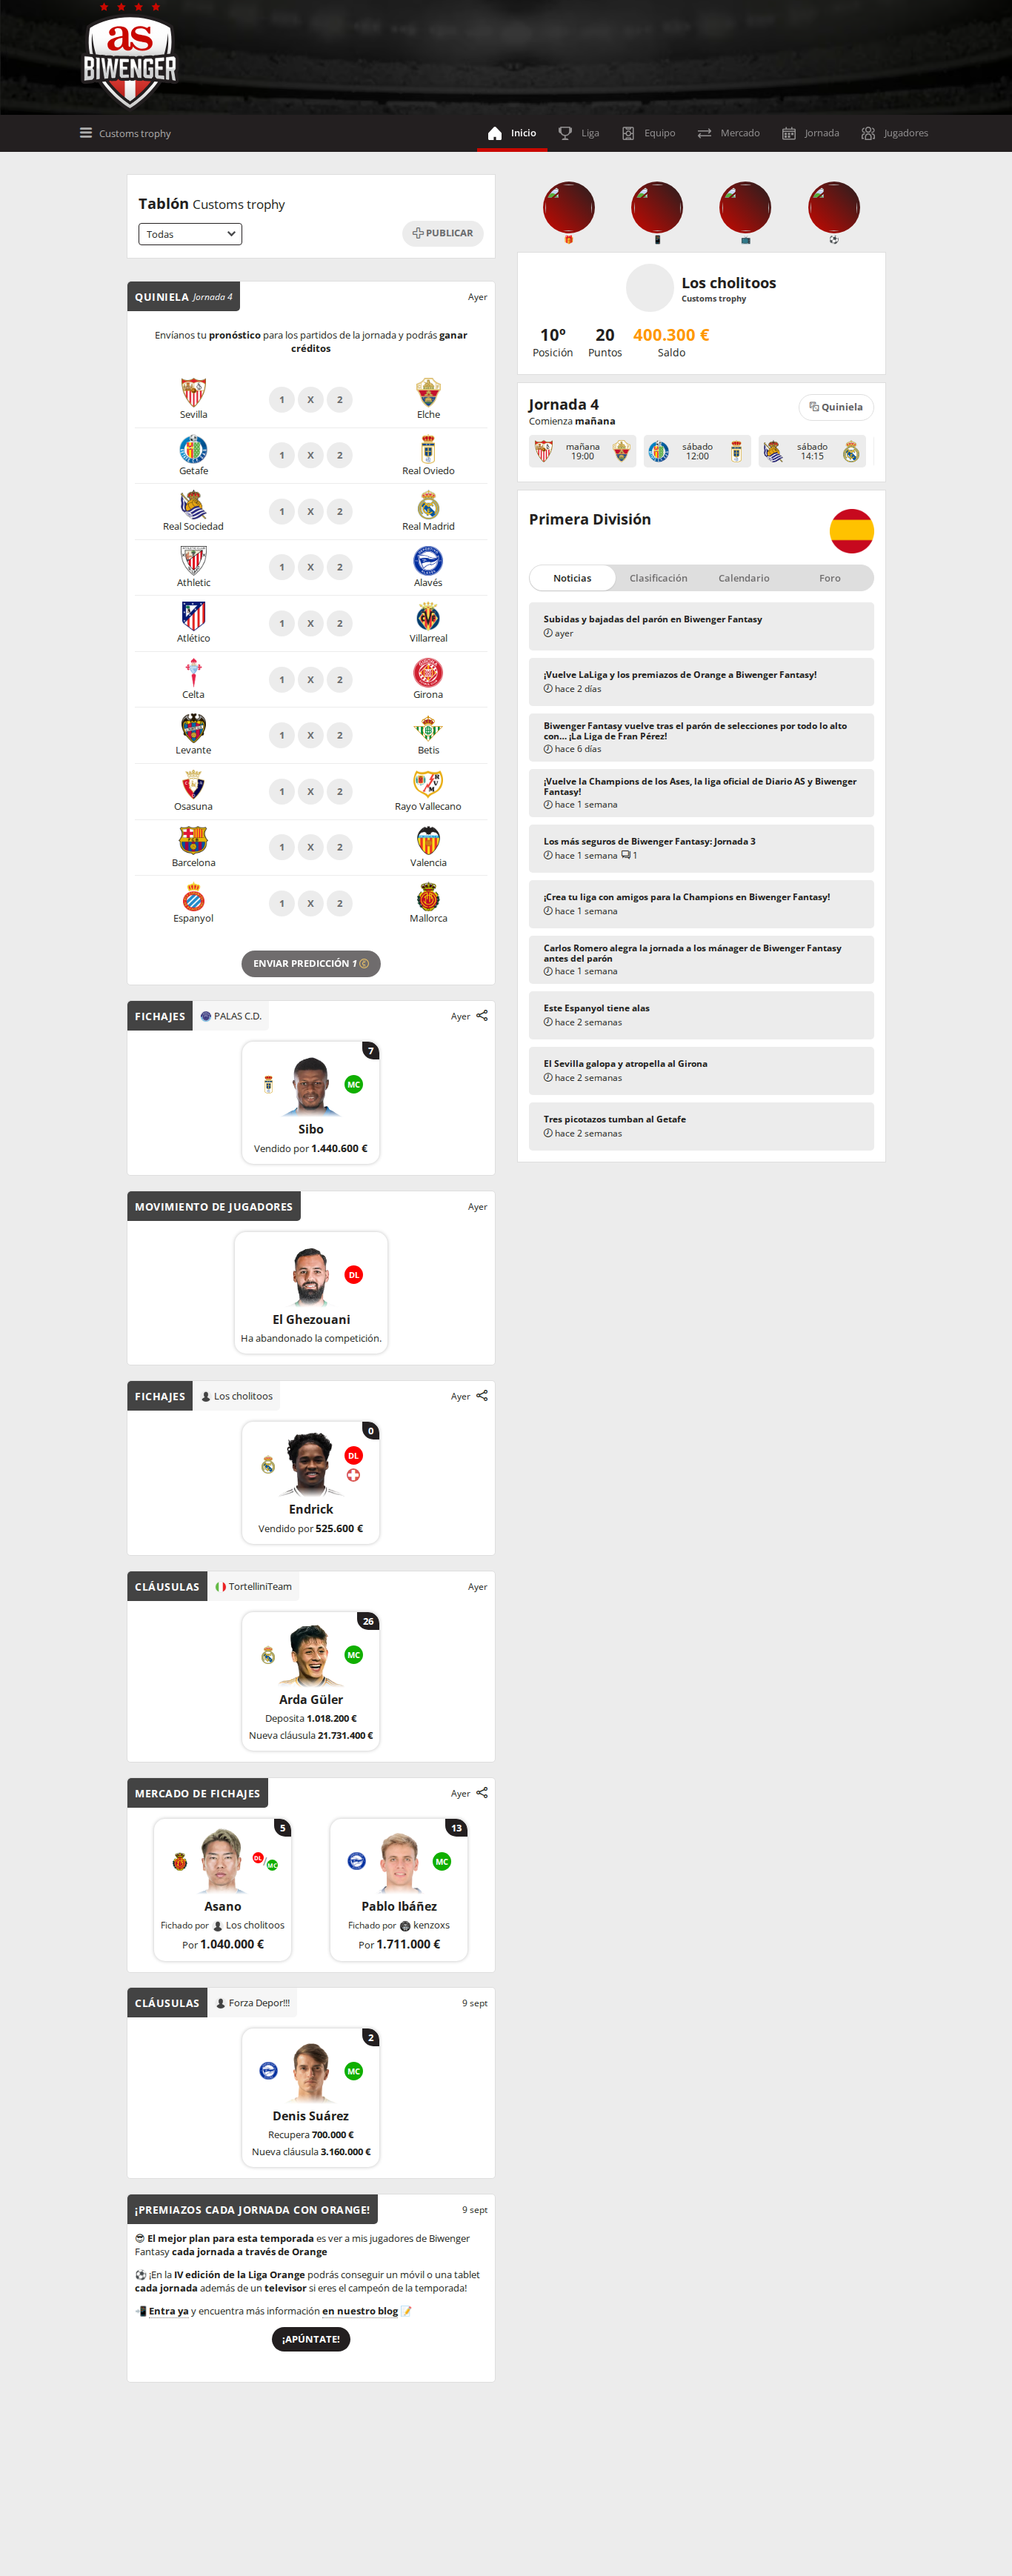 as
BIWENGER
Customs trophy
Inicio
Liga
Equipo
Mercado
Jornada
Jugadores
Tablón Customs trophy
Todas
PUBLICAR
QUINIELA Jornada 4
Ayer
Envíanos tu pronóstico para los partidos de la jornada y podrás ganar
créditos
1 X 2
Sevilla
Elche
1 X 2
Getafe
Real Oviedo
1 X 2
Real Sociedad
Real Madrid
1 X 2
Athletic
Alavés
1 X 2
Atlético
Villarreal
1 X 2
Celta
Girona
1 X 2
Levante
Betis
1 X 2
Osasuna
Rayo Vallecano
1 X 2
Barcelona
Valencia
1 X 2
Espanyol
Mallorca
ENVIAR PREDICCIÓN 1
FICHAJES
PALAS C.D.
Ayer
7
MC
Sibo
Vendido por 1.440.600 €
MOVIMIENTO DE JUGADORES
Ayer
DL
El Ghezouani
Ha abandonado la competición.
FICHAJES
Los cholitoos
Ayer
0
DL
Endrick
Vendido por 525.600 €
CLÁUSULAS
TortelliniTeam
Ayer
26
MC
Arda Güler
Deposita 1.018.200 €
Nueva cláusula 21.731.400 €
MERCADO DE FICHAJES
Ayer
5
DL / MC
Asano
Fichado por Los cholitoos
Por 1.040.000 €
13
MC
Pablo Ibáñez
Fichado por kenzoxs
Por 1.711.000 €
CLÁUSULAS
Forza Depor!!!
9 sept
2
MC
Denis Suárez
Recupera 700.000 €
Nueva cláusula 3.160.000 €
¡PREMIAZOS CADA JORNADA CON ORANGE!
9 sept
😎 El mejor plan para esta temporada es ver a mis jugadores de Biwenger
Fantasy cada jornada a través de Orange
⚽ ¡En la IV edición de la Liga Orange podrás conseguir un móvil o una tablet
cada jornada además de un televisor si eres el campeón de la temporada!
📲 Entra ya y encuentra más información en nuestro blog 📝
¡APÚNTATE!
🎁
📱
📺
⚽
Los cholitoos
Customs trophy
10º
Posición
20
Puntos
400.300 €
Saldo
Jornada 4
Comienza mañana
Quiniela
mañana
19:00
sábado
12:00
sábado
14:15
Primera División
Noticias
Clasificación
Calendario
Foro
Subidas y bajadas del parón en Biwenger Fantasy
ayer
¡Vuelve LaLiga y los premiazos de Orange a Biwenger Fantasy!
hace 2 días
Biwenger Fantasy vuelve tras el parón de selecciones por todo lo alto
con... ¡La Liga de Fran Pérez!
hace 6 días
¡Vuelve la Champions de los Ases, la liga oficial de Diario AS y Biwenger
Fantasy!
hace 1 semana
Los más seguros de Biwenger Fantasy: Jornada 3
hace 1 semana 1
¡Crea tu liga con amigos para la Champions en Biwenger Fantasy!
hace 1 semana
Carlos Romero alegra la jornada a los mánager de Biwenger Fantasy
antes del parón
hace 1 semana
Este Espanyol tiene alas
hace 2 semanas
El Sevilla galopa y atropella al Girona
hace 2 semanas
Tres picotazos tumban al Getafe
hace 2 semanas